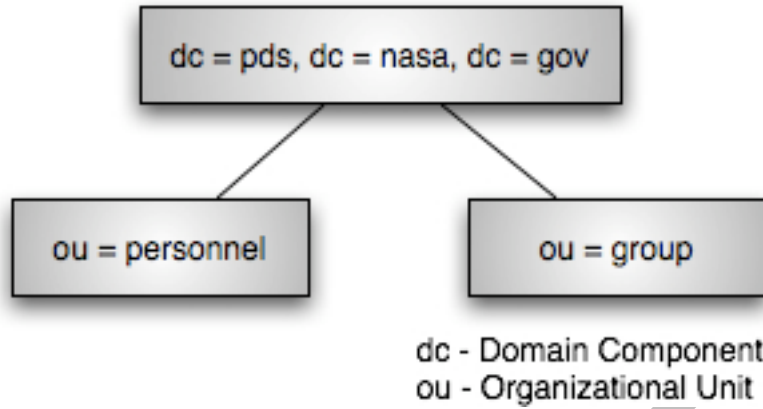 dc = pds, dc = nasa, dc = gov
ou = personnel
ou = group
dc - Domain Component
ou - Organizational Unit